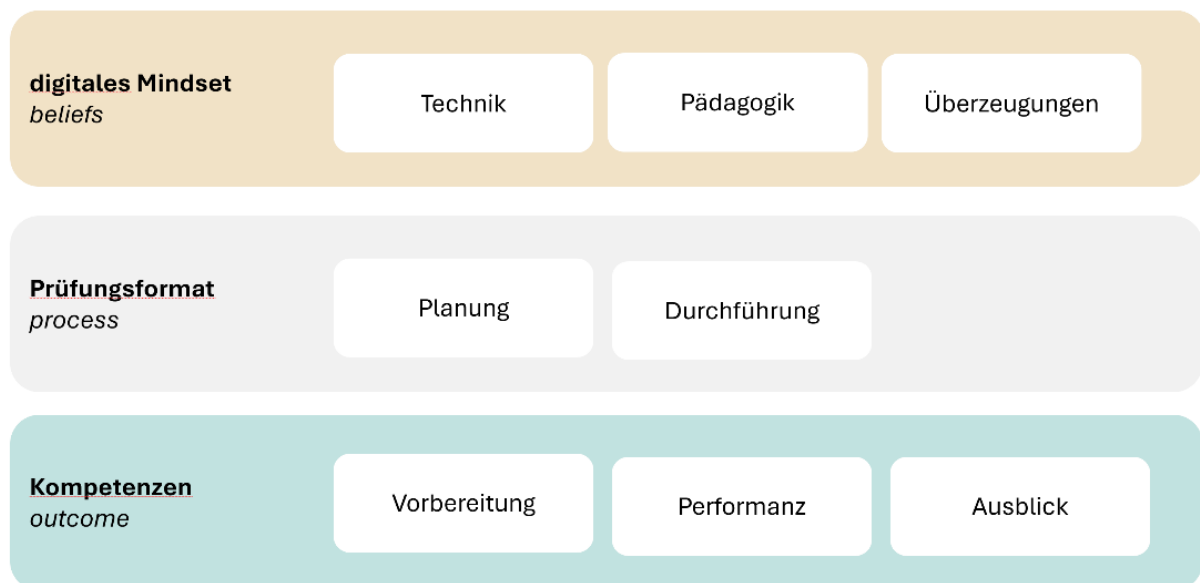 digitales Mindset
beliefs
Technik
Pädagogik
Überzeugungen
Prüfungsformat
process
Planung
Durchführung
Kompetenzen
outcome
Vorbereitung
Performanz
Ausblick